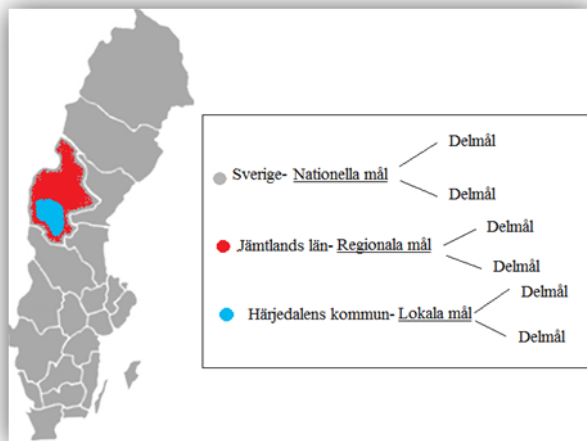 Delmål
Sverige- Nationella mål
Delmål
Delmål
Jämtlands län- Regionala mål
Delmål
Delmål
Härjedalens kommun- Lokala mål
Delmål